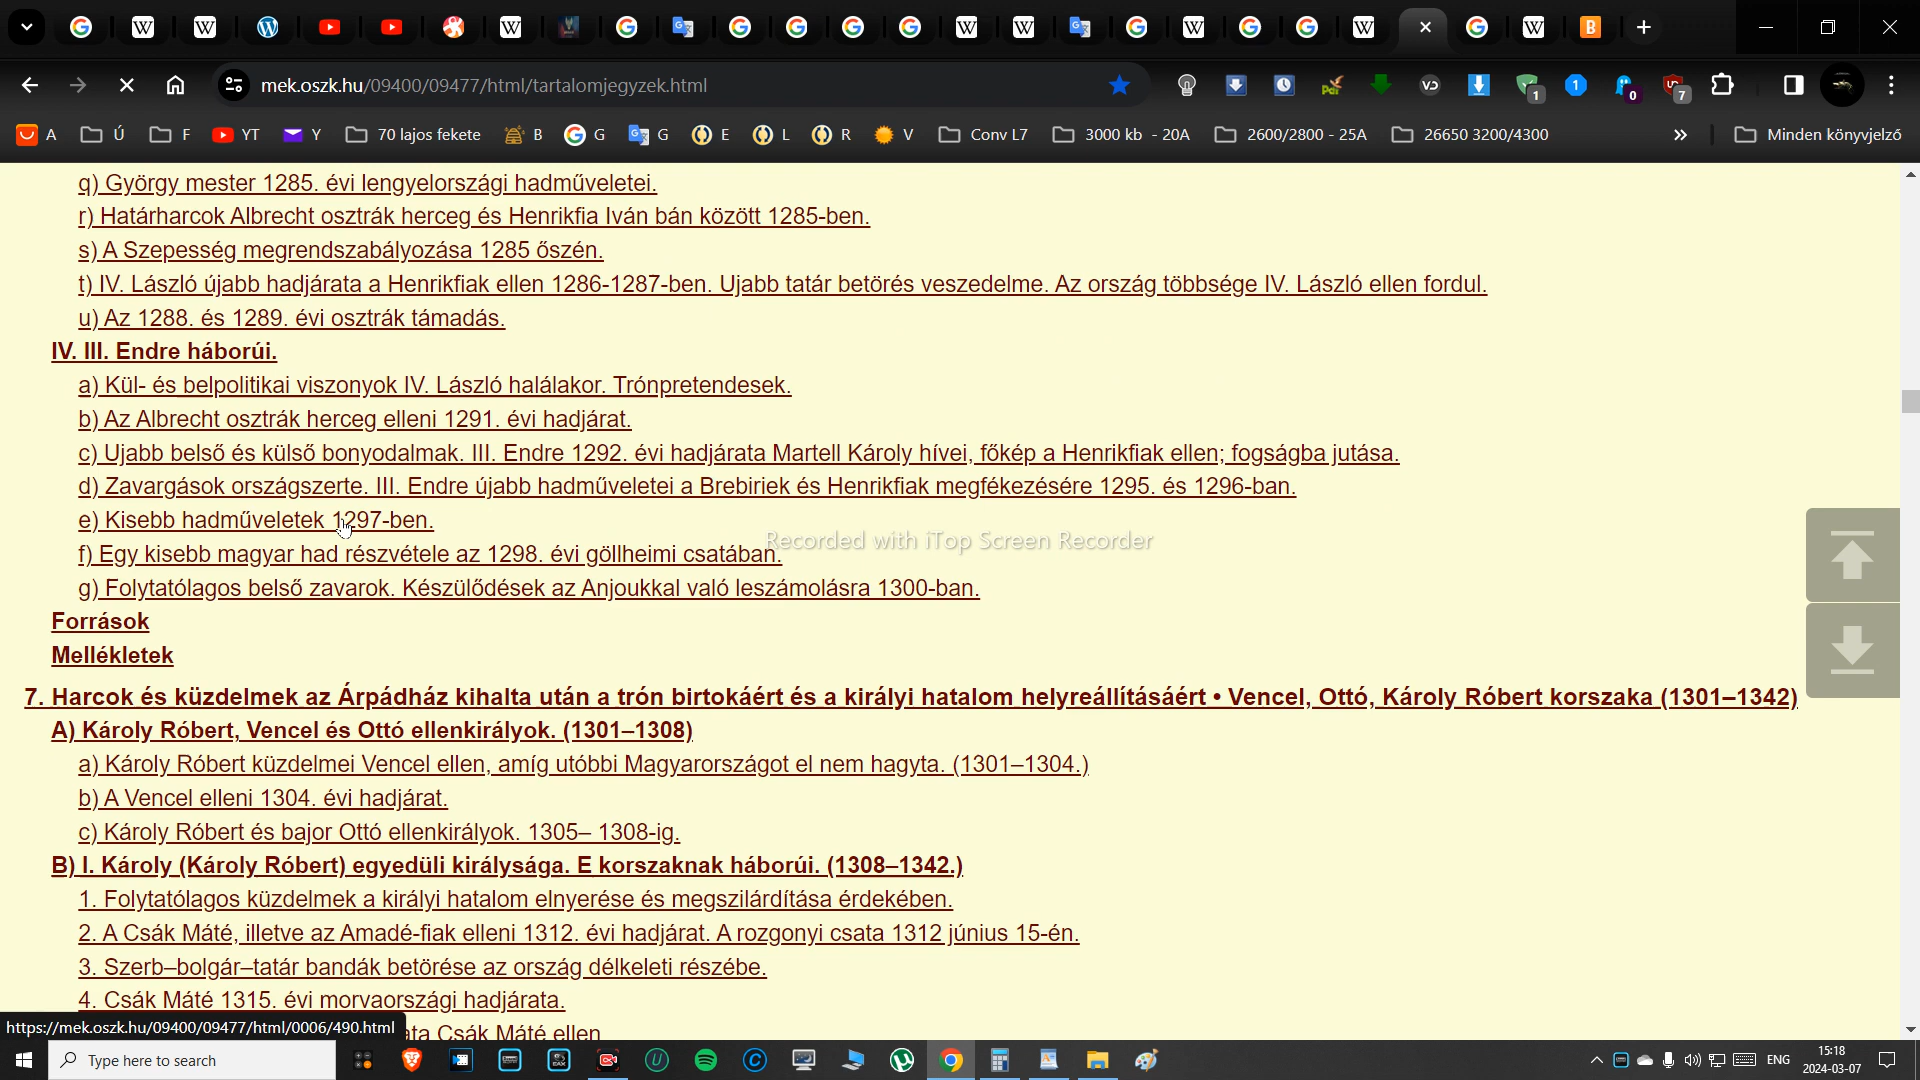 mek.oszk.hu/09400/09477/html/tartalomjegyzek.html
1
1
0
7
A
Ú
F
YT
Y
70 lajos fekete
B
G
G
E
L
R
V
Conv L7
3000 kb - 20A
2600/2800 - 25A
26650 3200/4300
»
Minden könyvjelző
q) György mester 1285. évi lengyelországi hadműveletei.
r) Határharcok Albrecht osztrák herceg és Henrikfia Iván bán között 1285-ben.
s) A Szepesség megrendszabályozása 1285 őszén.
t) IV. László újabb hadjárata a Henrikfiak ellen 1286-1287-ben. Ujabb tatár betörés veszedelme. Az ország többsége IV. László ellen fordul.
u) Az 1288. és 1289. évi osztrák támadás.
IV. III. Endre háborúi.
a) Kül- és belpolitikai viszonyok IV. László halálakor. Trónpretendesek.
b) Az Albrecht osztrák herceg elleni 1291. évi hadjárat.
c) Ujabb belső és külső bonyodalmak. III. Endre 1292. évi hadjárata Martell Károly hívei, főkép a Henrikfiak ellen; fogságba jutása.
d) Zavargások országszerte. III. Endre újabb hadműveletei a Brebiriek és Henrikfiak megfékezésére 1295. és 1296-ban.
e) Kisebb hadműveletek 1297-ben.
Recorded with iTop Screen Recorder
f) Egy kisebb magyar had részvétele az 1298. évi göllheimi csatában.
g) Folytatólagos belső zavarok. Készülődések az Anjoukkal való leszámolásra 1300-ban.
Források
Mellékletek
7. Harcok és küzdelmek az Árpádház kihalta után a trón birtokáért és a királyi hatalom helyreállításáért • Vencel, Ottó, Károly Róbert korszaka (1301–1342)
A) Károly Róbert, Vencel és Ottó ellenkirályok. (1301–1308)
a) Károly Róbert küzdelmei Vencel ellen, amíg utóbbi Magyarországot el nem hagyta. (1301–1304.)
b) A Vencel elleni 1304. évi hadjárat.
c) Károly Róbert és bajor Ottó ellenkirályok. 1305– 1308-ig.
B) I. Károly (Károly Róbert) egyedüli királysága. E korszaknak háborúi. (1308–1342.)
1. Folytatólagos küzdelmek a királyi hatalom elnyerése és megszilárdítása érdekében.
2. A Csák Máté, illetve az Amadé-fiak elleni 1312. évi hadjárat. A rozgonyi csata 1312 június 15-én.
3. Szerb–bolgár–tatár bandák betörése az ország délkeleti részébe.
4. Csák Máté 1315. évi morvaországi hadjárata.
ata Csák Máté ellen
https://mek.oszk.hu/09400/09477/html/0006/490.html
Type here to search
ENG
15:18
2024-03-07